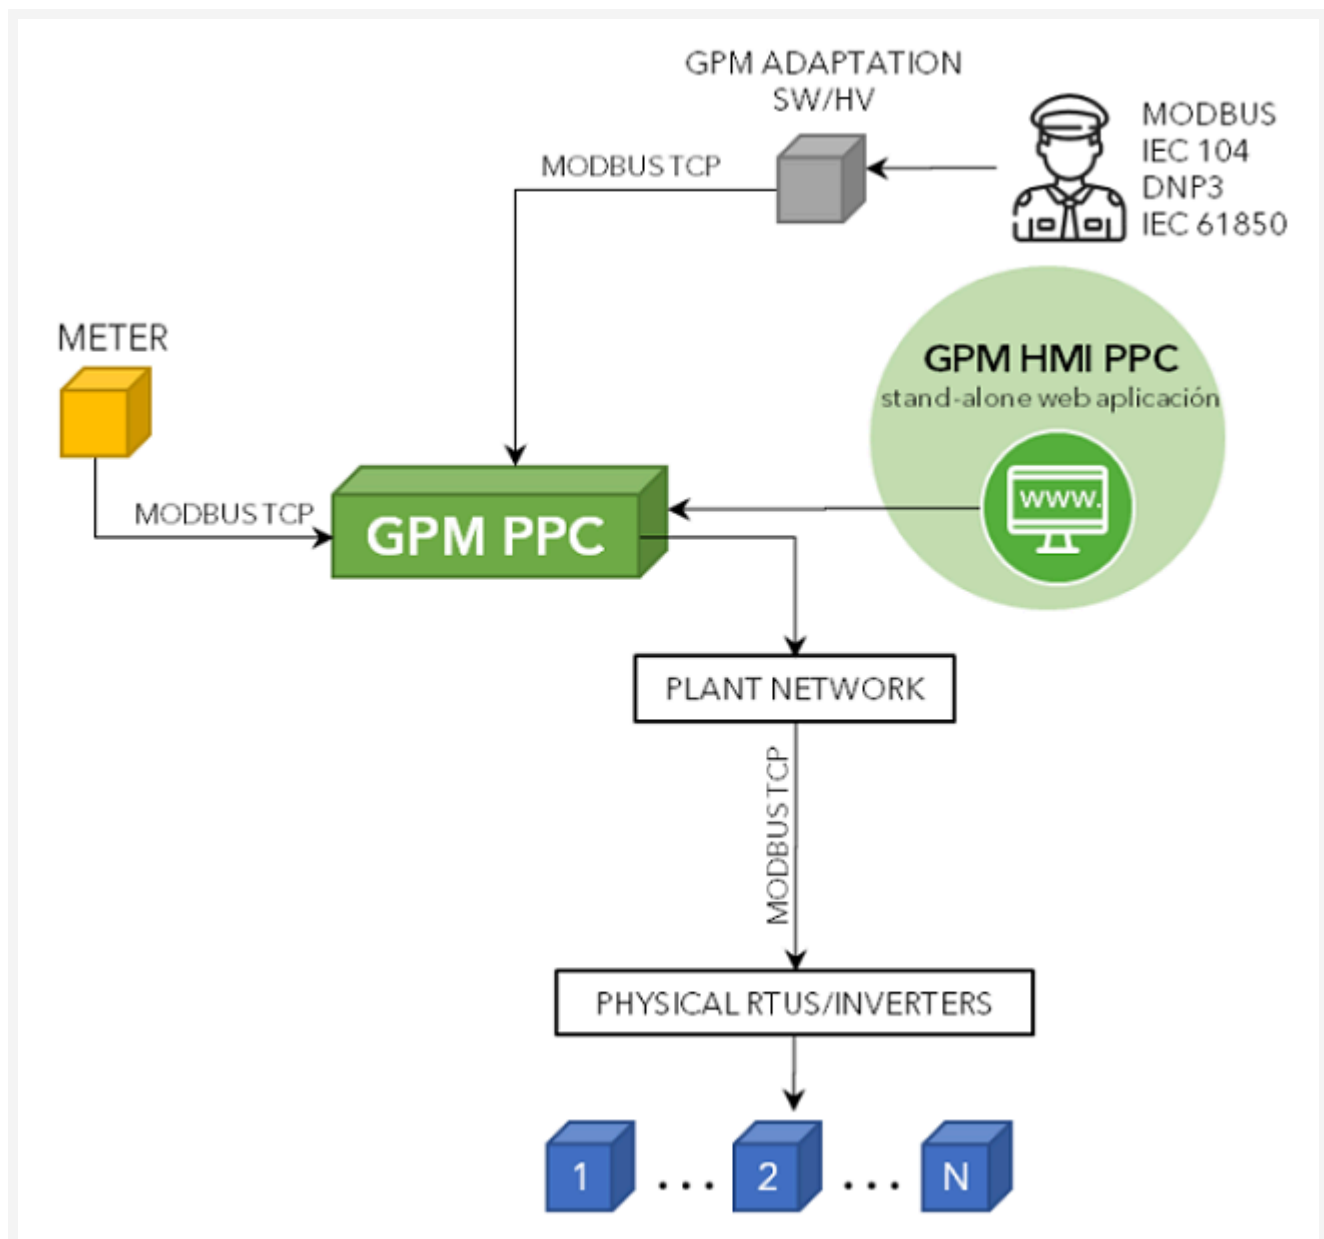 GPM ADAPTATION
SW/HV
MODBUS
IEC 104
DNP3
IEC 61850
MODBUS TCP
METER
GPM HMI PPC
stand-alone web aplicación
www.
MODBUS TCP
GPM PPC
PLANT NETWORK
MODBUS TCP
PHYSICAL RTUS/INVERTERS
1 ... 2 ... N